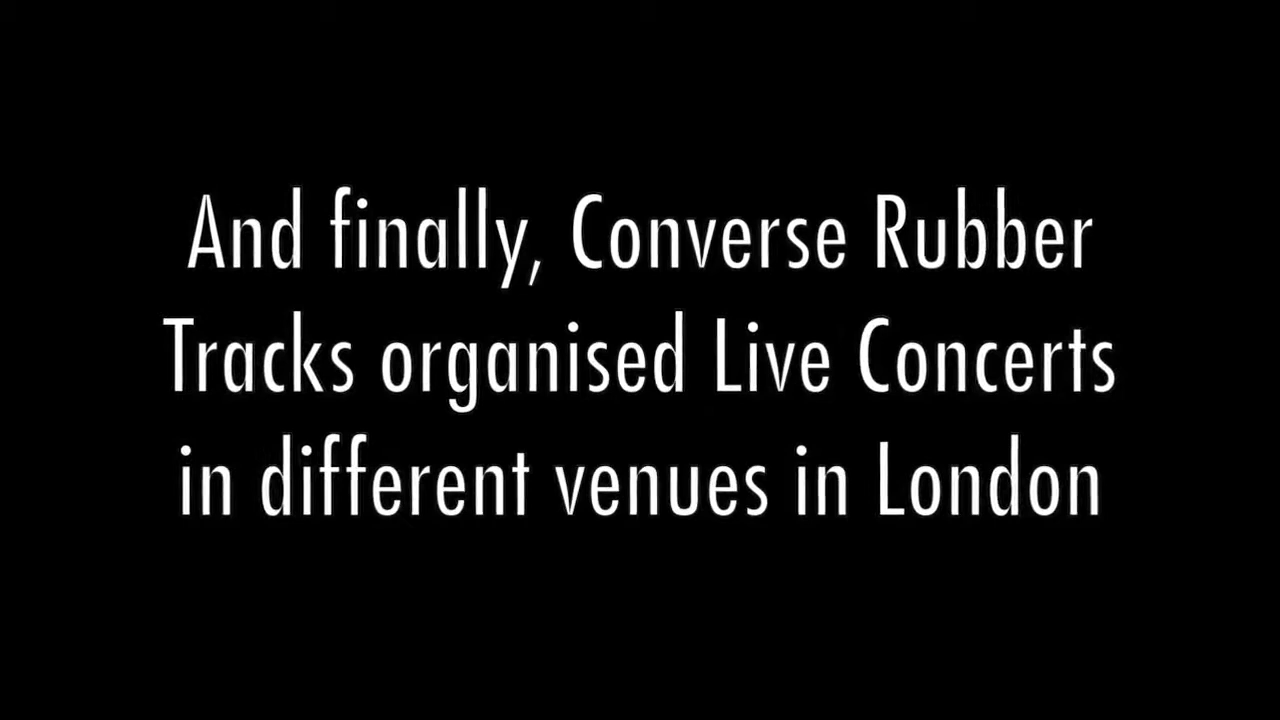 And finally, Converse Rubber
Tracks organised Live Concerts
in different venues in London